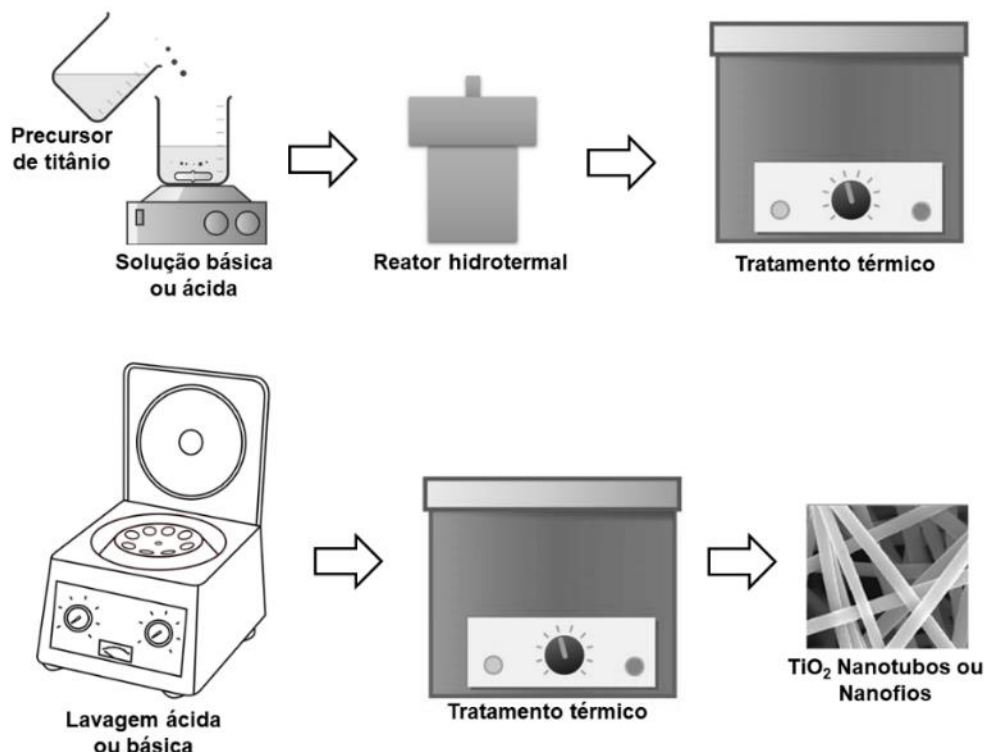 Precursor
de titânio
Solução básica
ou ácida
Reator hidrotermal
Tratamento térmico
Lavagem ácida
ou básica
Tratamento térmico
TiO₂ Nanotubos ou
Nanofios